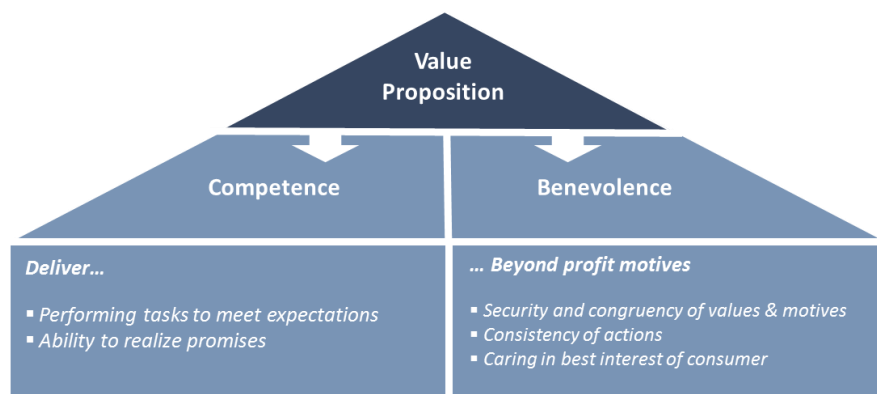 Value
Proposition
Competence
Benevolence
Deliver…
▪ Performing tasks to meet expectations
▪ Ability to realize promises
… Beyond profit motives
▪ Security and congruency of values & motives
▪ Consistency of actions
▪ Caring in best interest of consumer